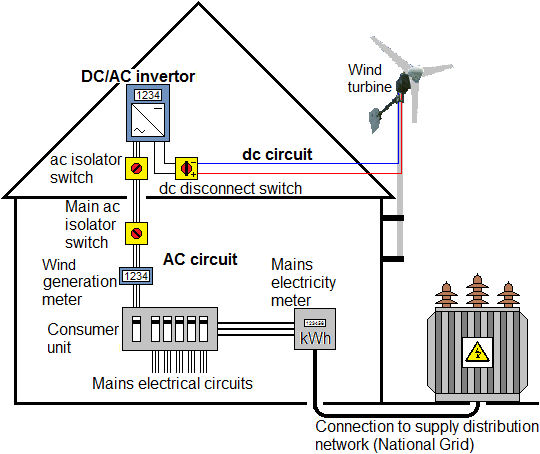 DC/AC invertor
1234
Wind
turbine
ac isolator
switch
dc circuit
dc disconnect switch
Main ac
isolator
switch
Wind
generation
meter
1234
AC circuit
Mains
electricity
meter
Consumer
unit
123456
kWh
Mains electrical circuits
Connection to supply distribution
network (National Grid)